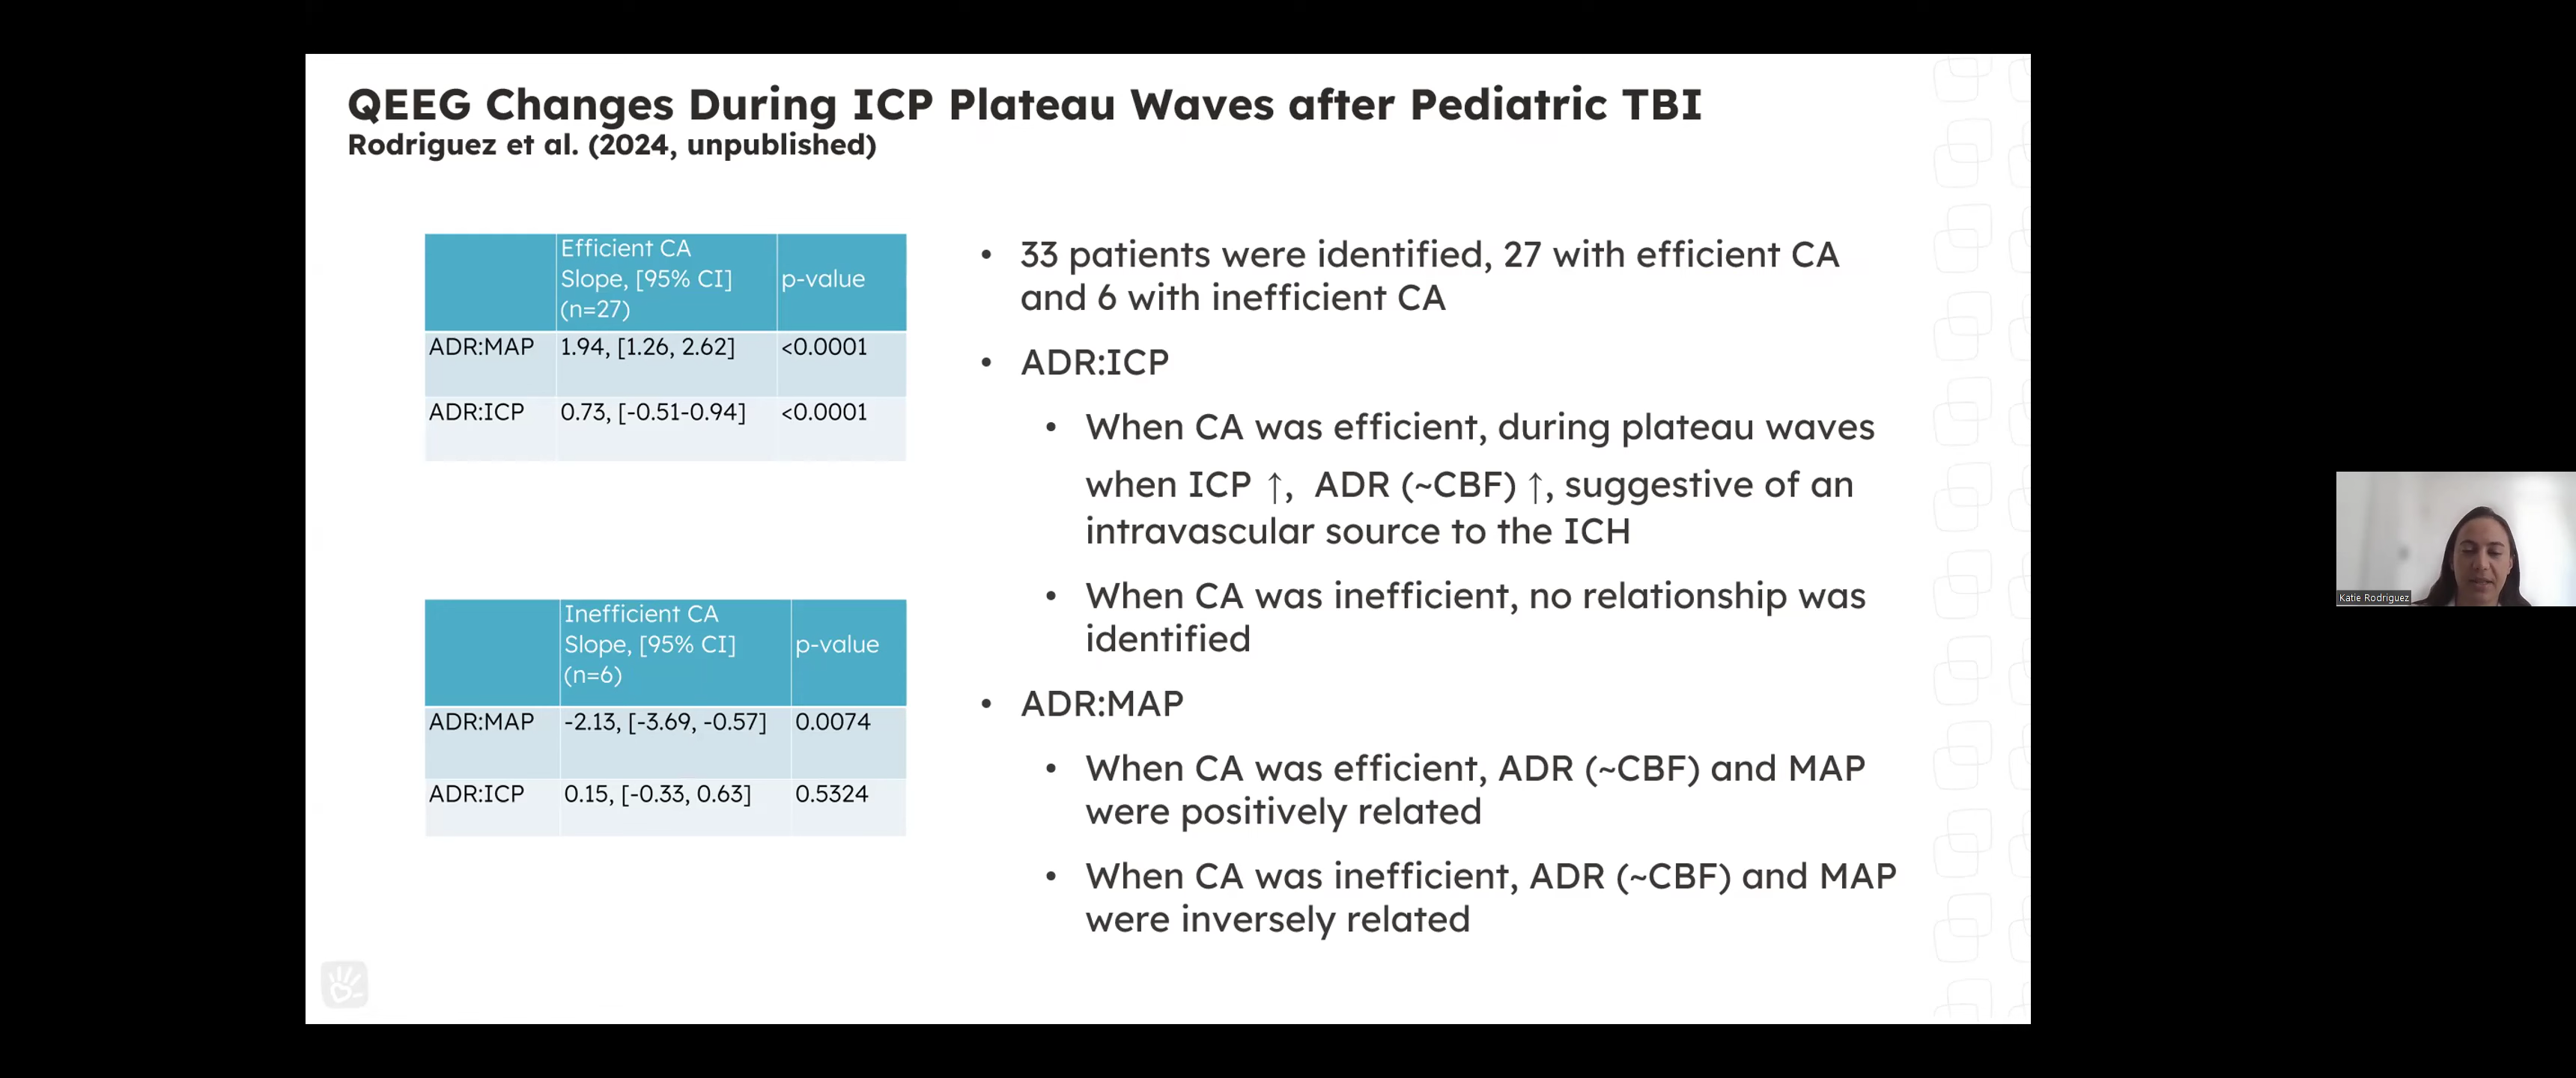 QEEG Changes During ICP Plateau Waves after Pediatric TBI
Rodriguez et al. (2024, unpublished)
Efficient CA
Slope, [95% CI]
(n=27)
p-value
ADR:MAP 1.94, [1.26, 2.62] <0.0001
ADR:ICP 0.73, [-0.51-0.94] <0.0001
Inefficient CA
Slope, [95% CI]
(n=6)
p-value
ADR:MAP -2.13, [-3.69, -0.57] 0.0074
ADR:ICP 0.15, [-0.33, 0.63] 0.5324
• 33 patients were identified, 27 with efficient CA
and 6 with inefficient CA
• ADR:ICP
• When CA was efficient, during plateau waves
when ICP ↑, ADR (~CBF) ↑, suggestive of an
intravascular source to the ICH
• When CA was inefficient, no relationship was
identified
• ADR:MAP
• When CA was efficient, ADR (~CBF) and MAP
were positively related
• When CA was inefficient, ADR (~CBF) and MAP
were inversely related
Katie Rodriguez